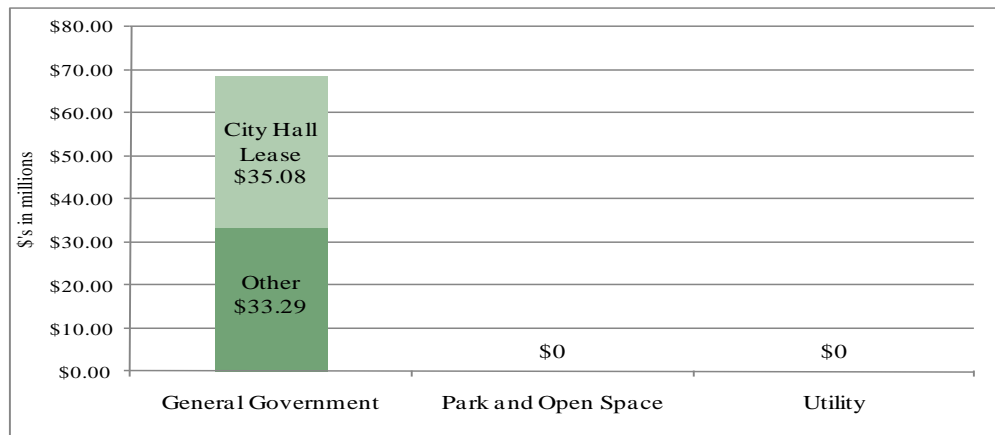 $80.00
$70.00
$60.00
$50.00
$40.00
$30.00
$20.00
$10.00
$0.00
$'s in millions
City Hall
Lease
$35.08
Other
$33.29
$0
$0
General Government
Park and Open Space
Utility